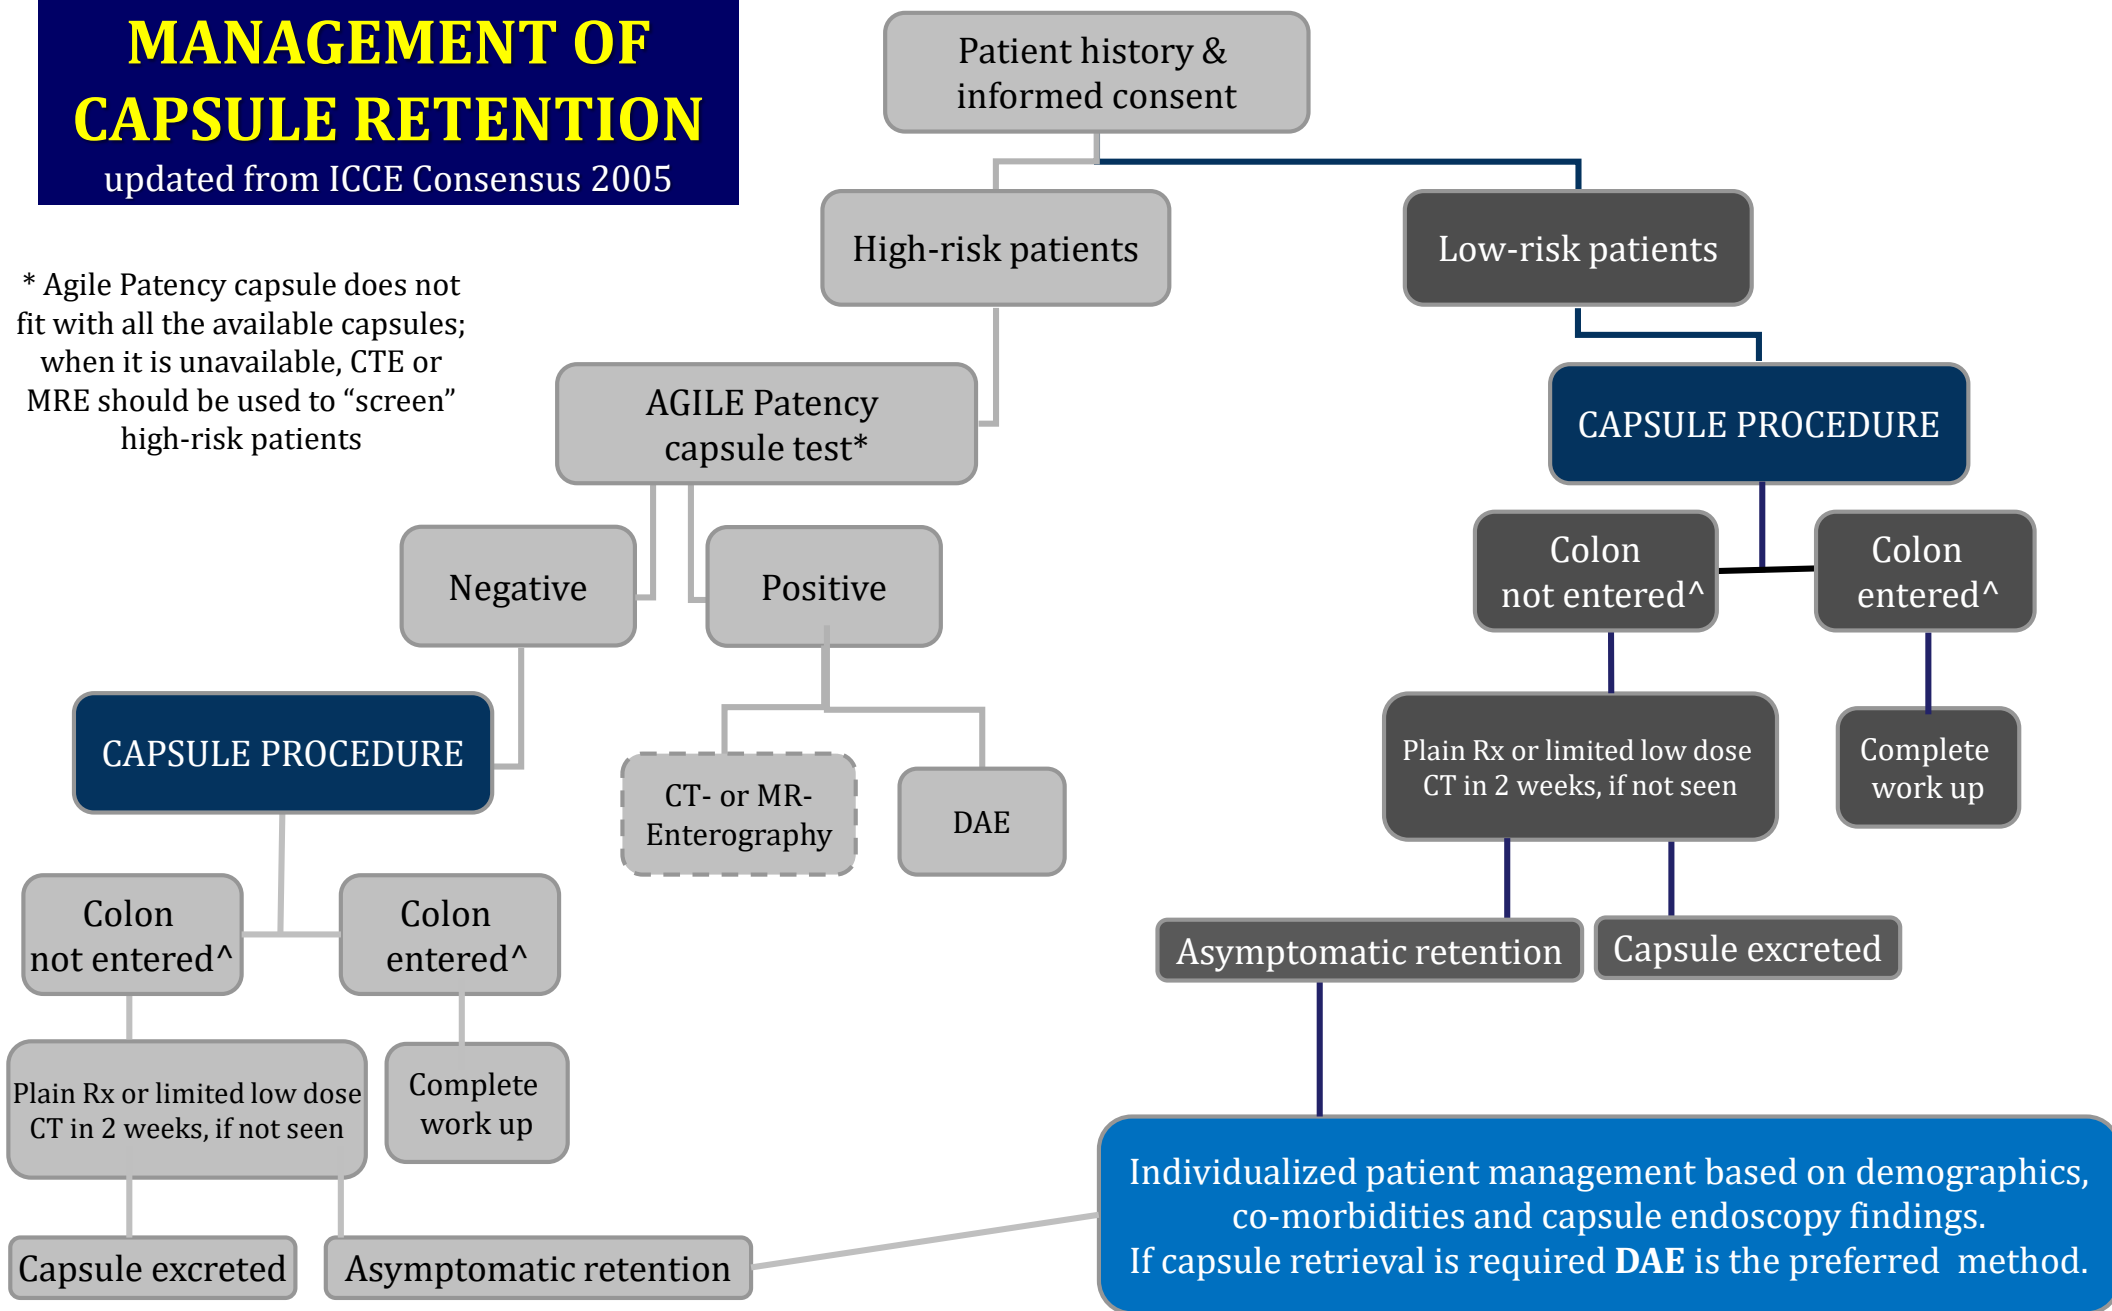 MANAGEMENT OF
CAPSULE RETENTION
updated from ICCE Consensus 2005
* Agile Patency capsule does not
fit with all the available capsules;
when it is unavailable, CTE or
MRE should be used to “screen”
high-risk patients
Patient history &
informed consent
High-risk patients
Low-risk patients
AGILE Patency
capsule test*
CAPSULE PROCEDURE
Negative
Positive
Colon
not entered^
Colon
entered^
CAPSULE PROCEDURE
CT- or MR-
Enterography
DAE
Plain Rx or limited low dose
CT in 2 weeks, if not seen
Complete
work up
Colon
not entered^
Colon
entered^
Asymptomatic retention
Capsule excreted
Plain Rx or limited low dose
CT in 2 weeks, if not seen
Complete
work up
Capsule excreted
Asymptomatic retention
Individualized patient management based on demographics,
co-morbidities and capsule endoscopy findings.
If capsule retrieval is required DAE is the preferred method.